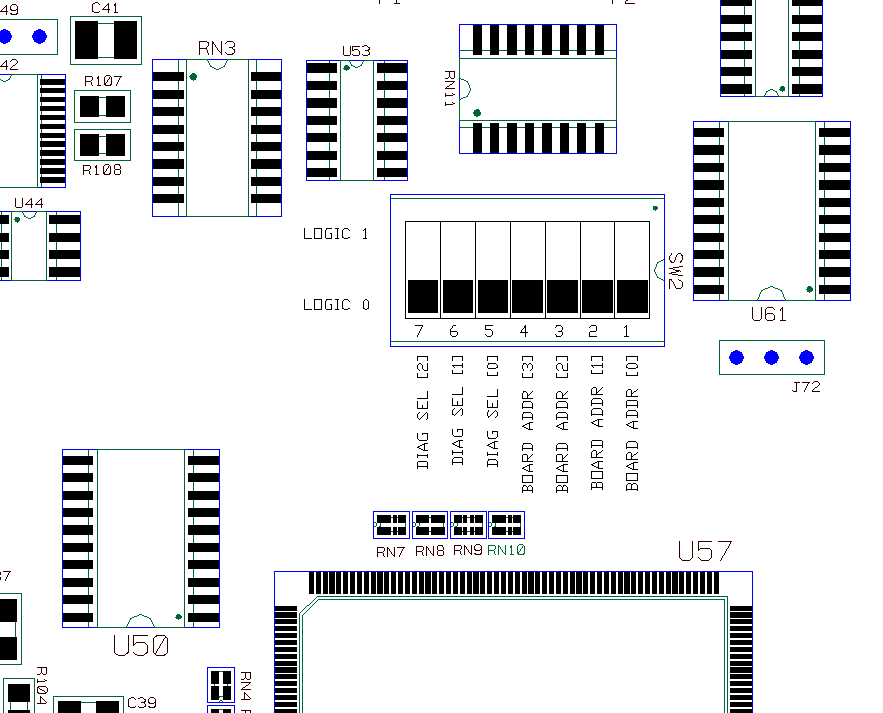 49
C41
RN3
U53
42
R107
RN11
R108
U44
LOGIC 1
SW2
LOGIC 0
U61
7 6 5 4 3 2 1
DIAG SEL [2]
DIAG SEL [1]
DIAG SEL [0]
BOARD ADDR [3]
BOARD ADDR [2]
BOARD ADDR [1]
BOARD ADDR [0]
J72
RN7 RN8 RN9 RN10
U57
37
U50
R104
RN4
C39